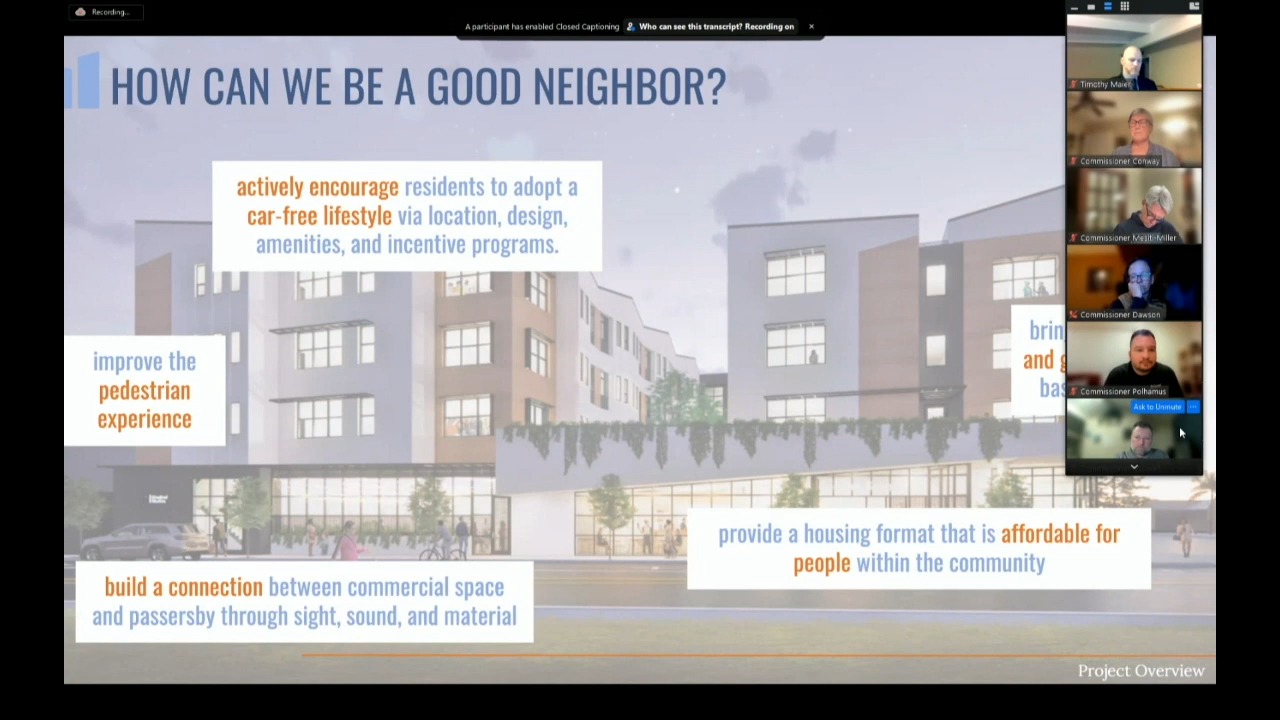 Recording...
A participant has enabled Closed Captioning Who can see this transcript? Recording on
HOW CAN WE BE A GOOD NEIGHBOR?
Timothy Maier
Commissioner Conway
Commissioner Mesiti-Miller
Commissioner Dawson
Commissioner Polhamus
Ask to Unmute ...
actively encourage residents to adopt a
car-free lifestyle via location, design,
amenities, and incentive programs.
improve the
pedestrian
experience
brin
and g
bas
provide a housing format that is affordable for
people within the community
build a connection between commercial space
and passersby through sight, sound, and material
Project Overview